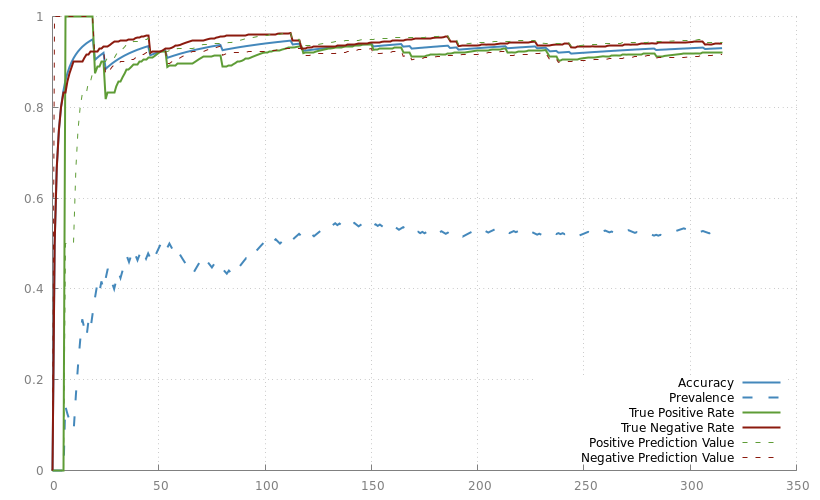 1
0.8
0.6
0.4
0.2
0
0 50 100 150 200 250 300 350
Accuracy
Prevalence
True Positive Rate
True Negative Rate
Positive Prediction Value
Negative Prediction Value